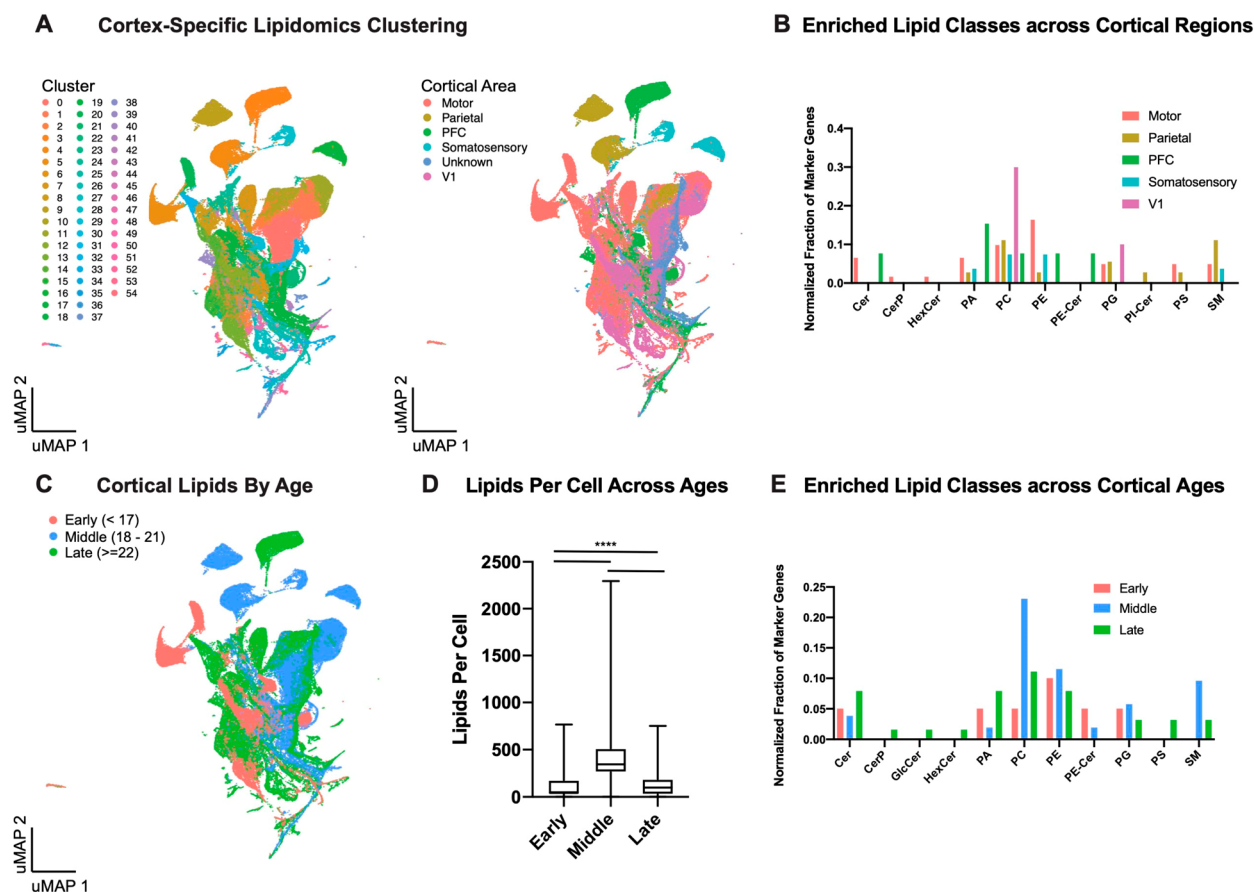 A Cortex-Specific Lipidomics Clustering
Cluster
0 19 38
1 20 39
2 21 40
3 22 41
4 23 42
5 24 43
6 25 44
7 26 45
8 27 46
9 28 47
10 29 48
11 30 49
12 31 50
13 32 51
14 33 52
15 34 53
16 35 54
17 36
18 37
uMAP 2
uMAP 1
Cortical Area
Motor
Parietal
PFC
Somatosensory
Unknown
V1
uMAP 2
uMAP 1
B Enriched Lipid Classes across Cortical Regions
Normalized Fraction of Marker Genes
0.4
0.3
0.2
0.1
0.0
Motor
Parietal
PFC
Somatosensory
V1
Cer CerP HexCer PA PC PE PE-Cer PG PI-Cer PS SM
C Cortical Lipids By Age
Early (< 17)
Middle (18 - 21)
Late (>=22)
uMAP 2
uMAP 1
D Lipids Per Cell Across Ages
****
Lipids Per Cell
2500
2000
1500
1000
500
0
Early Middle Late
E Enriched Lipid Classes across Cortical Ages
Normalized Fraction of Marker Genes
0.25
0.20
0.15
0.10
0.05
0.00
Early
Middle
Late
Cer CerP GlcCer HexCer PA PC PE PE-Cer PG PS SM